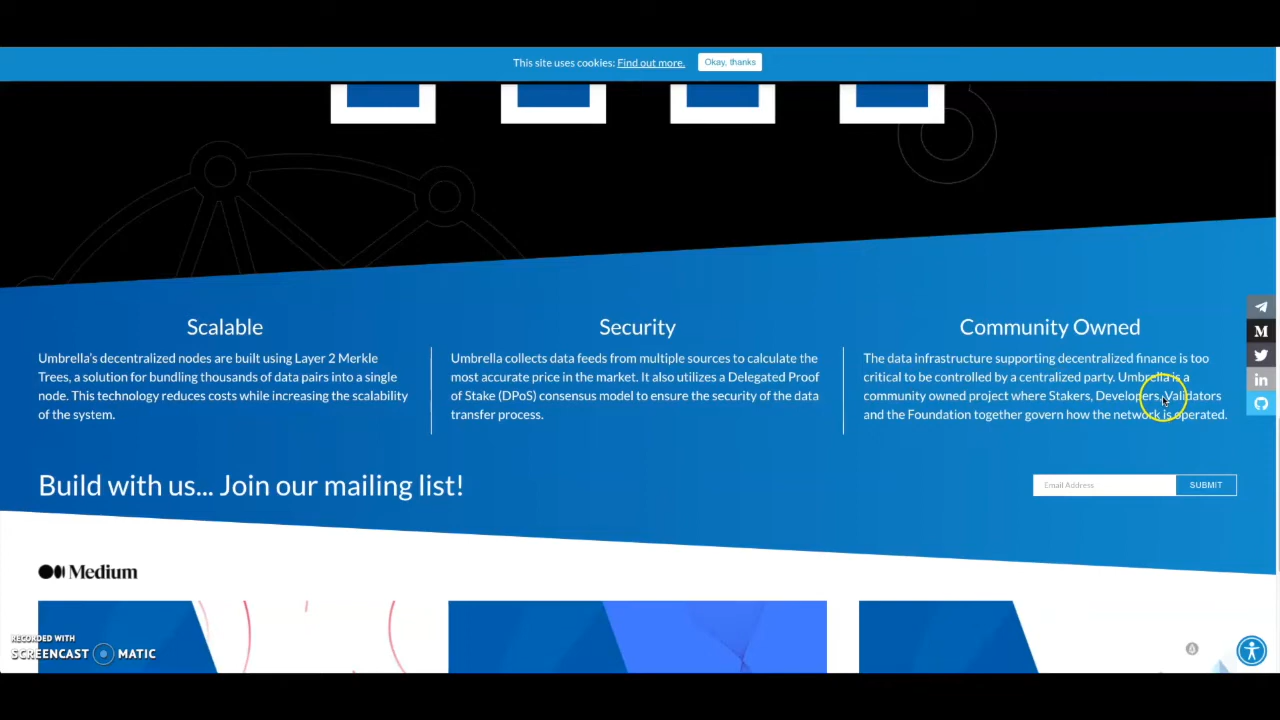 This site uses cookies: Find out more. Okay, thanks
Scalable
Umbrella's decentralized nodes are built using Layer 2 Merkle
Trees, a solution for bundling thousands of data pairs into a single
node. This technology reduces costs while increasing the scalability
of the system.
Security
Umbrella collects data feeds from multiple sources to calculate the
most accurate price in the market. It also utilizes a Delegated Proof
of Stake (DPoS) consensus model to ensure the security of the data
transfer process.
Community Owned
The data infrastructure supporting decentralized finance is too
critical to be controlled by a centralized party. Umbrella is a
community owned project where Stakers, Developers, Validators
and the Foundation together govern how the network is operated.
Build with us... Join our mailing list!
Email Address SUBMIT
Medium
RECORDED WITH
SCREENCAST MATIC